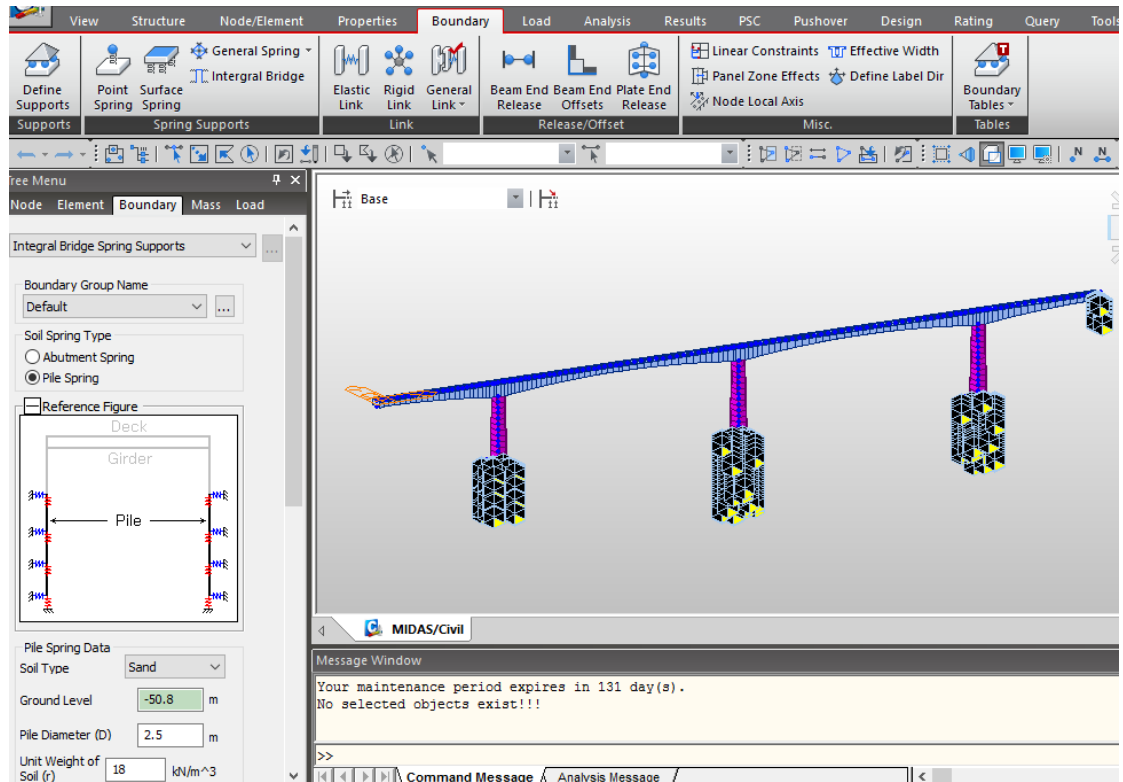 View Structure Node/Element Properties Boundary Load Analysis Results PSC Pushover Design Rating Query Tools
Define Supports
Point Spring
Surface Spring
General Spring
Intergral Bridge
Elastic Link
Rigid Link
General Link
Beam End Release
Beam End Offsets
Plate End Release
Linear Constraints
Effective Width
Panel Zone Effects
Define Label Dir
Node Local Axis
Boundary Tables
Supports Spring Supports Link Release/Offset Misc. Tables
N N
ree Menu
Node Element Boundary Mass Load
Base
Integral Bridge Spring Supports
...
Boundary Group Name
Default
...
Soil Spring Type
Abutment Spring
Pile Spring
Reference Figure
Deck
Girder
Pile
MIDAS/Civil
Pile Spring Data
Soil Type Sand
Ground Level -50.8 m
Pile Diameter (D) 2.5 m
Unit Weight of Soil (r) 18 kN/m^3
Message Window
Your maintenance period expires in 131 day(s).
No selected objects exist!!!
>>
Command Message Analysis Message